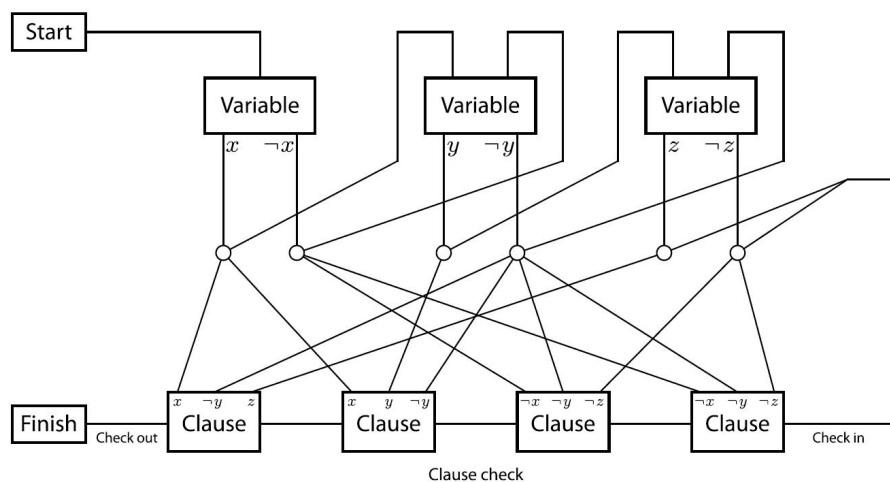 Start
Variable Variable Variable
x ¬x y ¬y z ¬z
x ¬y z x y ¬y ¬x ¬y ¬z ¬x ¬y ¬z
Finish Clause Clause Clause Clause
Check out Check in
Clause check